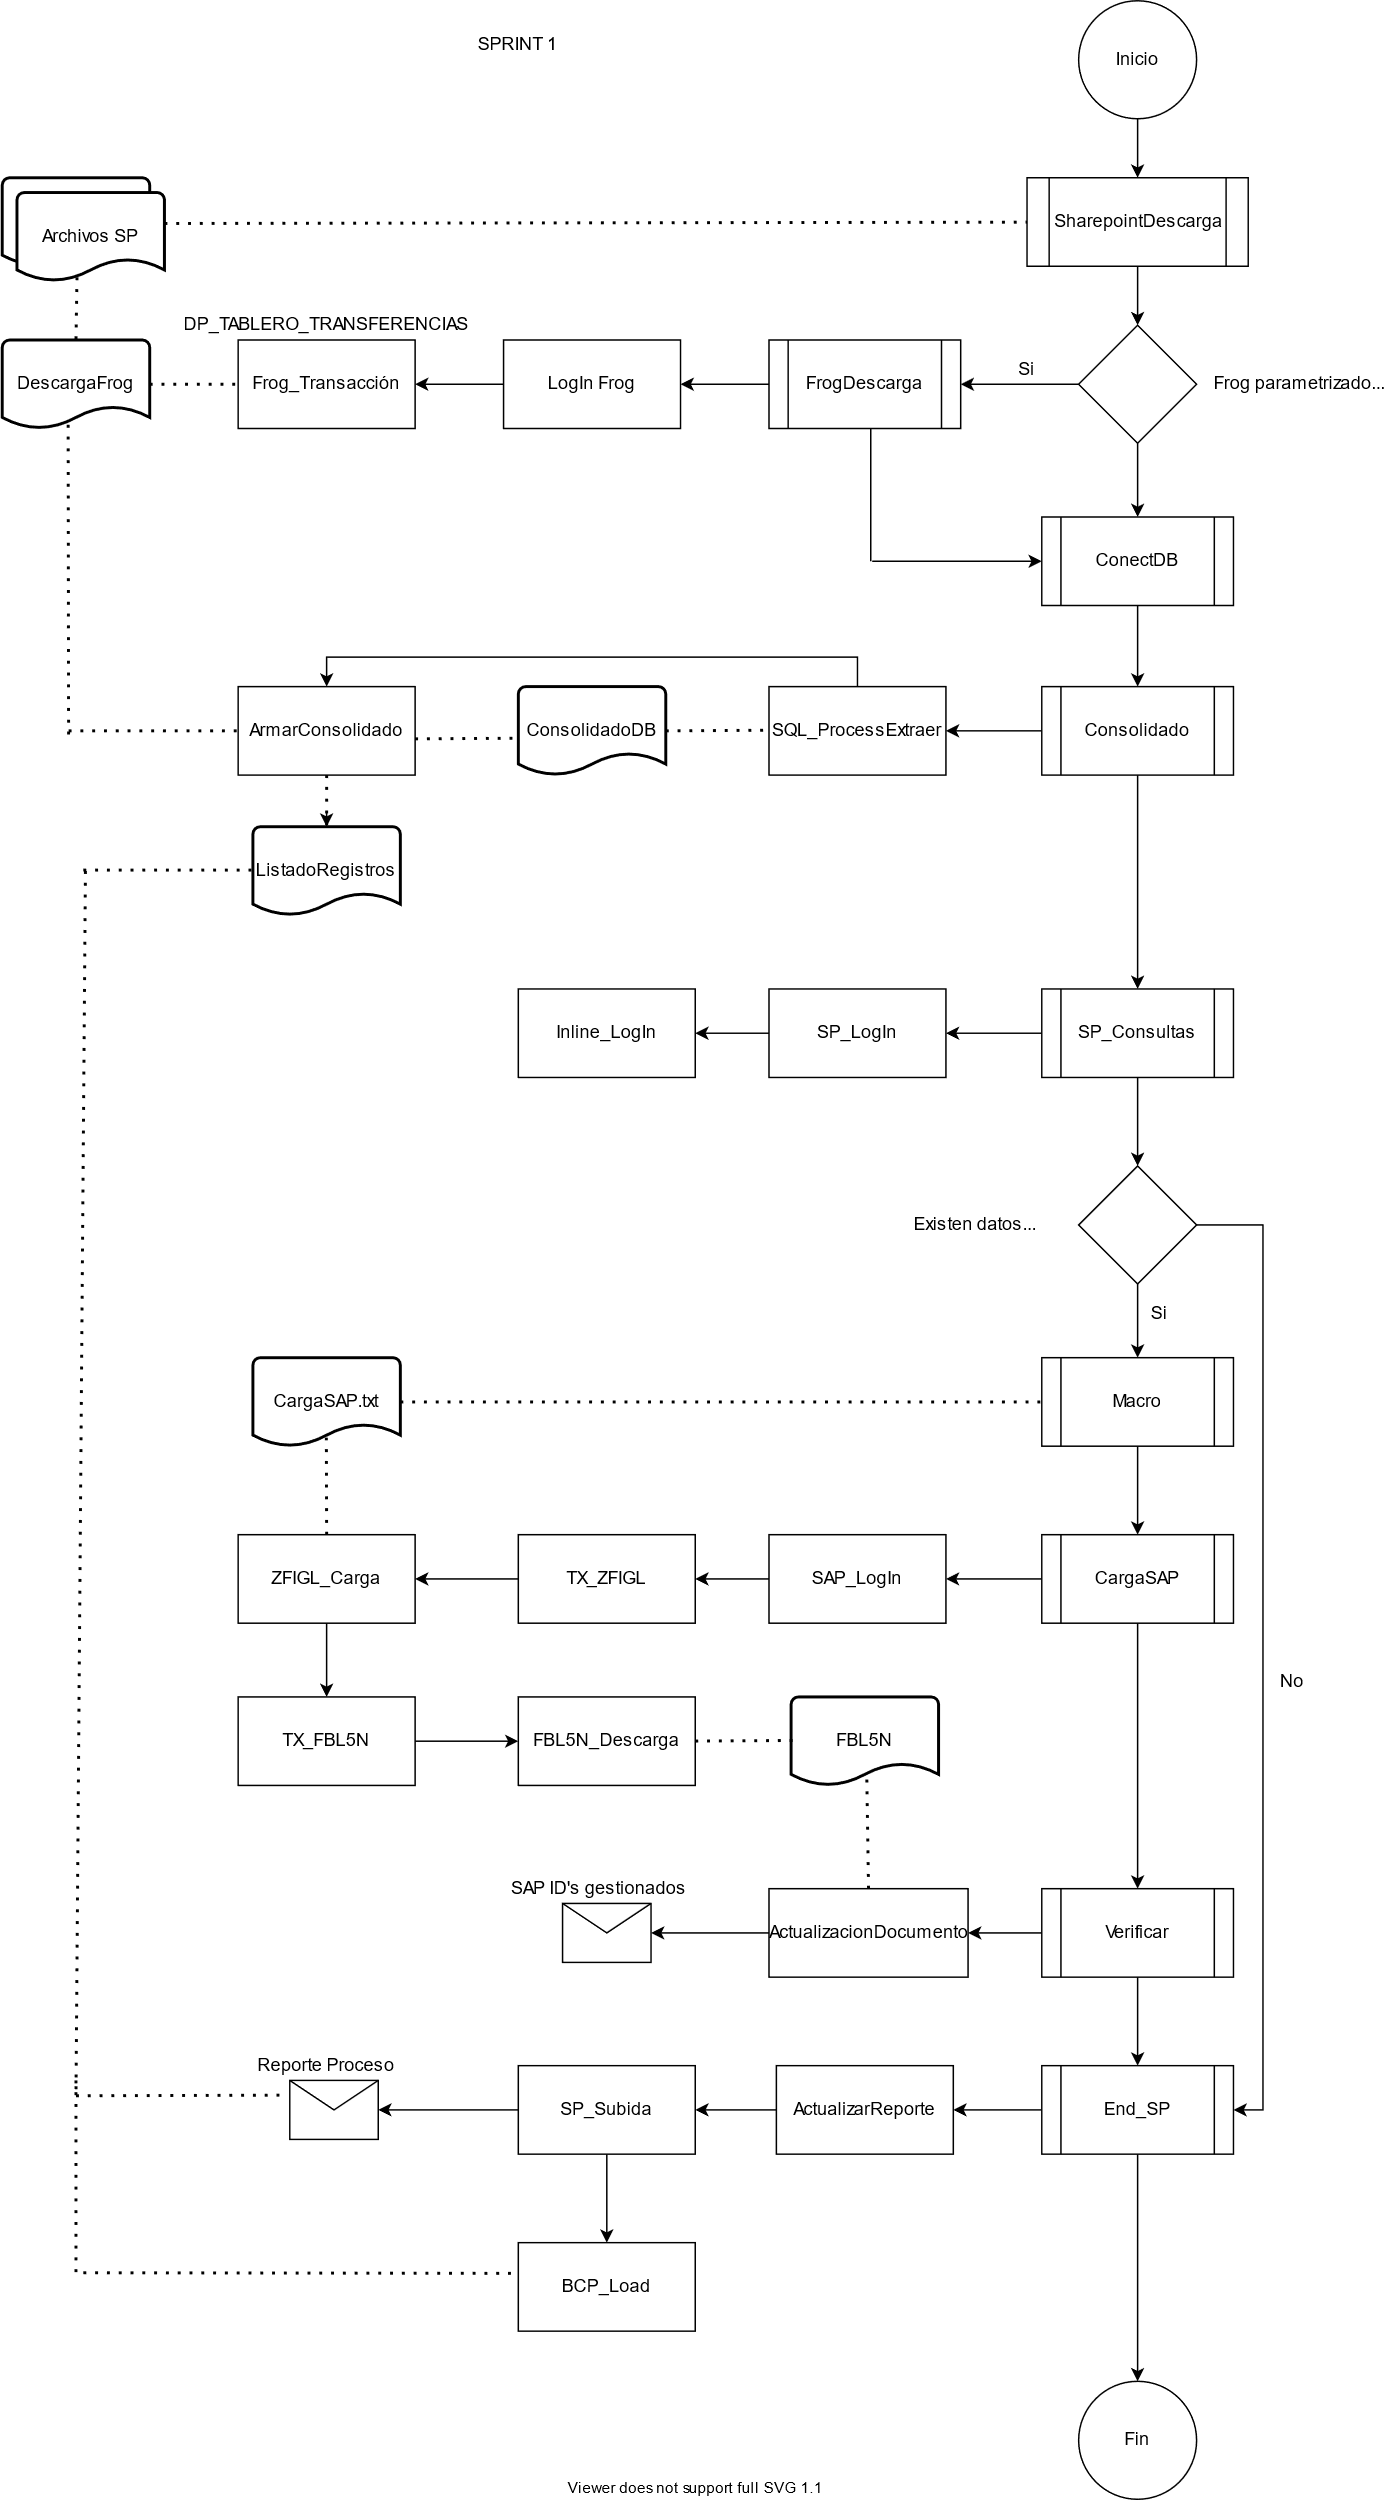 SPRINT 1
Inicio
SharepointDescarga
Archivos SP
DP_TABLERO_TRANSFERENCIAS
Si
DescargaFrog
Frog_Transacción
LogIn Frog
FrogDescarga
Frog parametrizado...
ConectDB
ArmarConsolidado
ConsolidadoDB
SQL_ProcessExtraer
Consolidado
ListadoRegistros
Inline_LogIn
SP_LogIn
SP_Consultas
Existen datos...
Si
CargaSAP.txt
Macro
ZFIGL_Carga
TX_ZFIGL
SAP_LogIn
CargaSAP
No
TX_FBL5N
FBL5N_Descarga
FBL5N
SAP ID's gestionados
ActualizacionDocumento
Verificar
Reporte Proceso
SP_Subida
ActualizarReporte
End_SP
BCP_Load
Fin
Viewer does not support full SVG 1.1